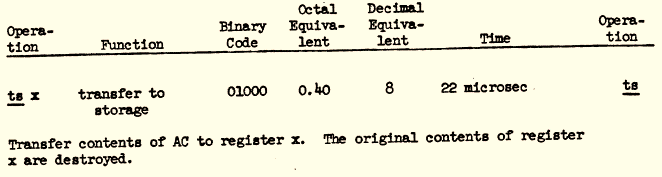 Octal Decimal
Opera- Binary Equiva- Equiva- Opera-
tion Function Code lent lent Time tion
ts x transfer to 01000 0.40 8 22 microsec ts
storage
Transfer contents of AC to register x. The original contents of register
x are destroyed.